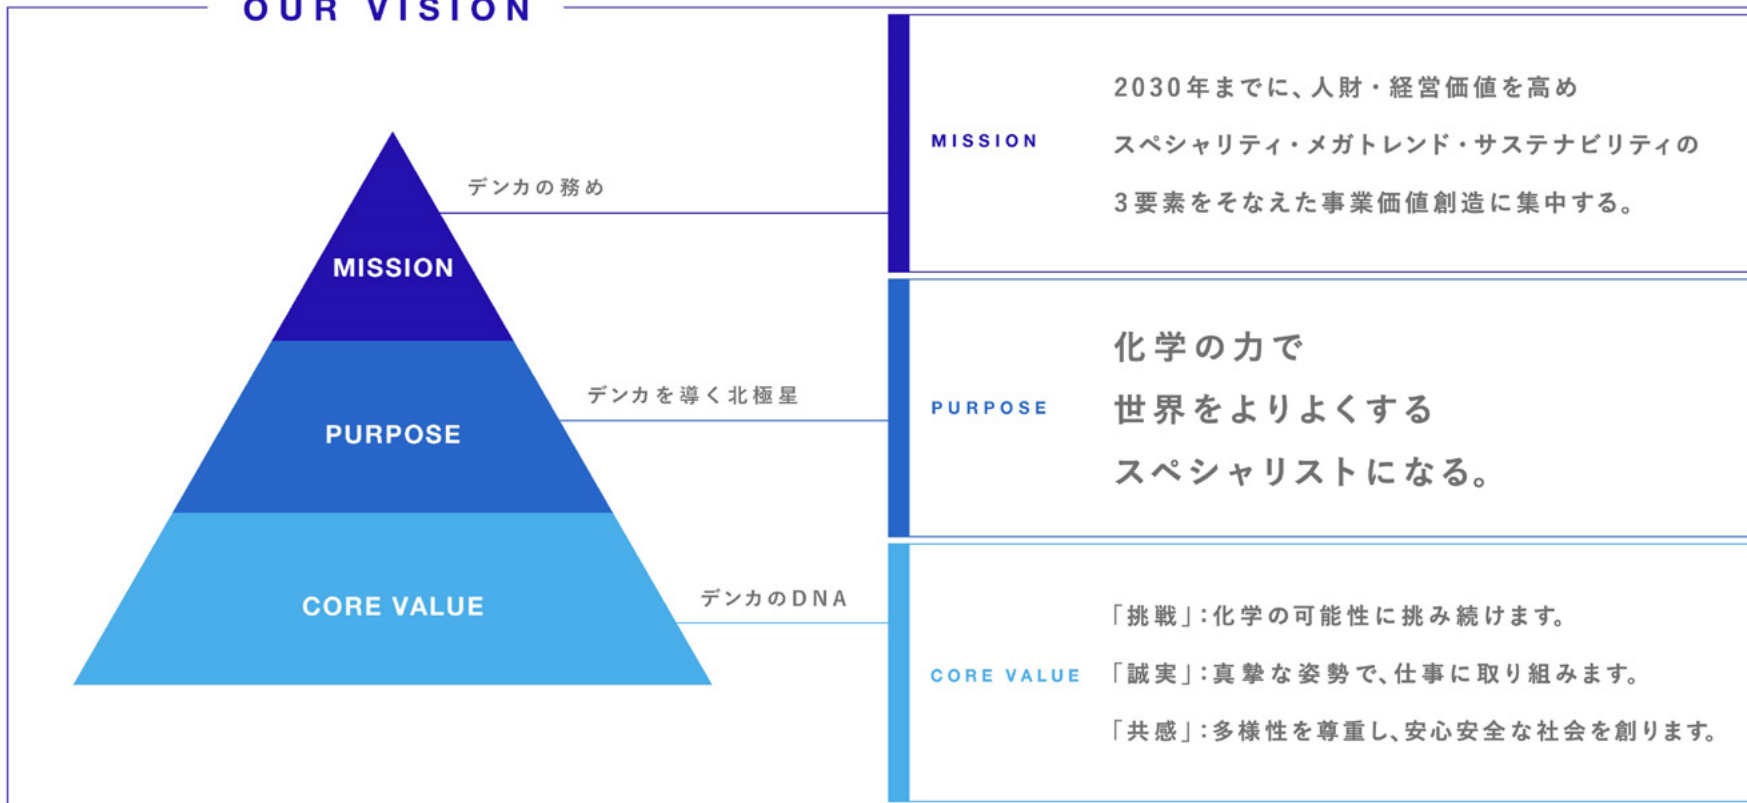 OUR VISION
デンカの務め
MISSION
デンカを導く北極星
PURPOSE
デンカのDNA
CORE VALUE
MISSION
2030年までに、人財・経営価値を高め
スペシャリティ・メガトレンド・サステナビリティの
3要素をそなえた事業価値創造に集中する。
PURPOSE
化学の力で
世界をよりよくする
スペシャリストになる。
CORE VALUE
「挑戦」:化学の可能性に挑み続けます。
「誠実」:真摯な姿勢で、仕事に取り組みます。
「共感」:多様性を尊重し、安心安全な社会を創ります。